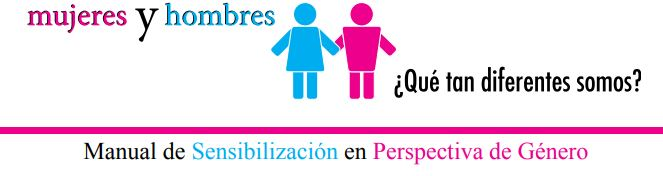 mujeres y hombres
¿Qué tan diferentes somos?
Manual de Sensibilización en Perspectiva de Género